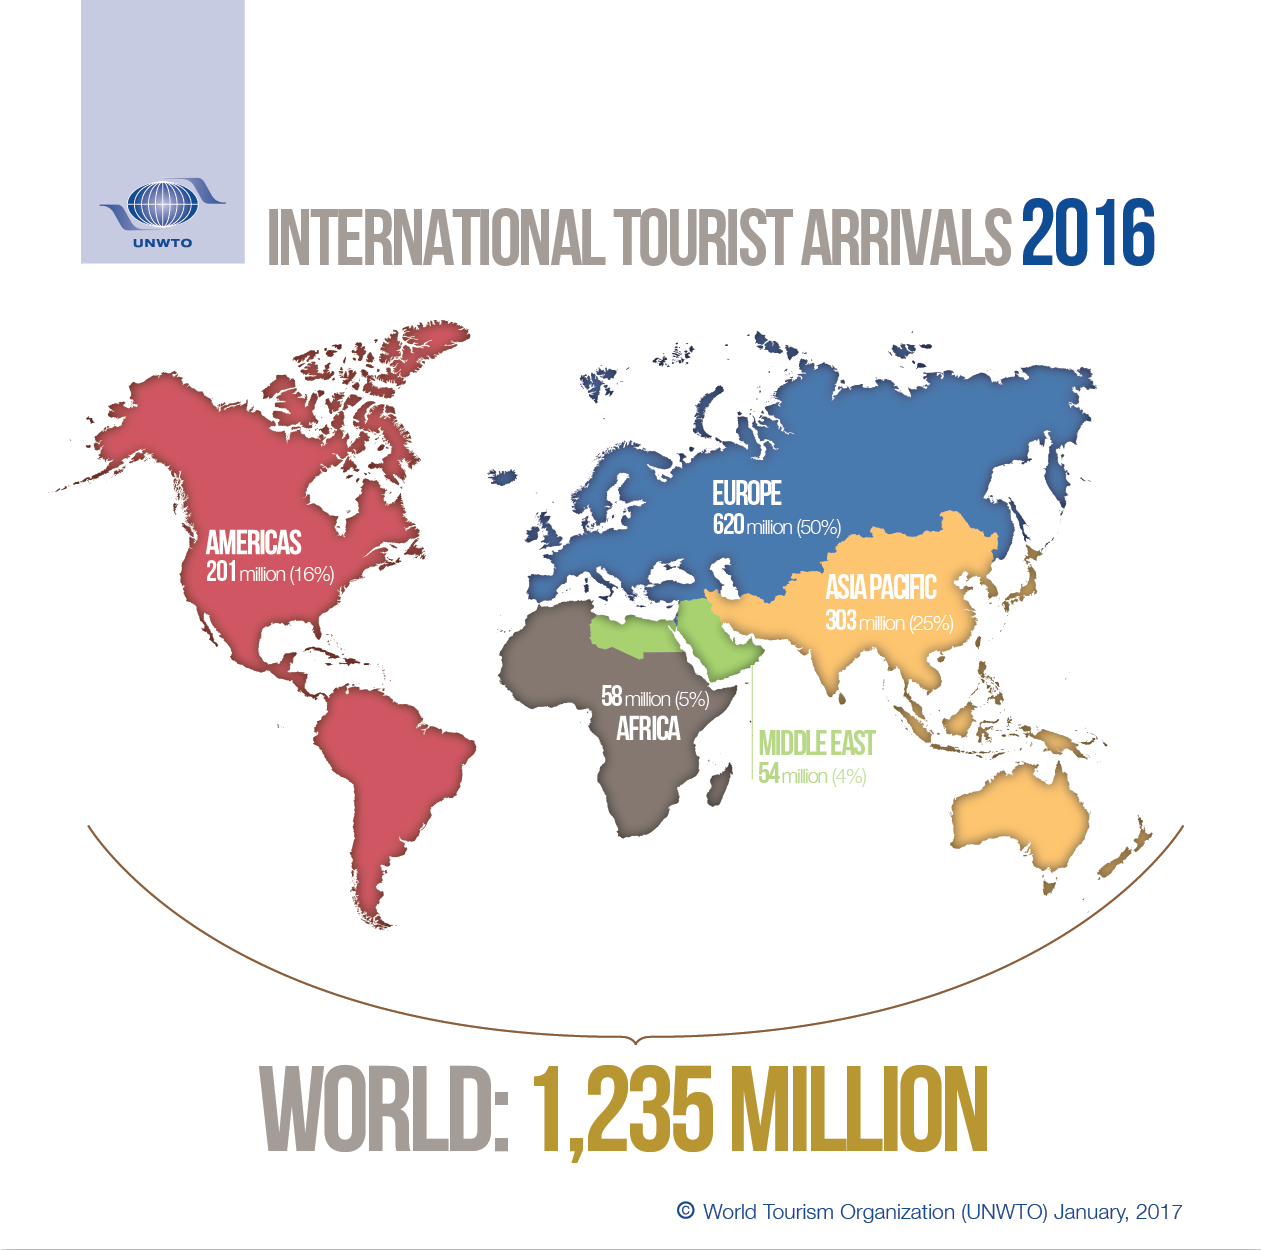 UNWTO
INTERNATIONAL TOURIST ARRIVALS 2016
EUROPE
620 million (50%)
AMERICAS
201 million (16%)
ASIA PACIFIC
303 million (25%)
58 million (5%)
AFRICA
MIDDLE EAST
54 million (4%)
WORLD: 1,235 MILLION
© World Tourism Organization (UNWTO) January, 2017